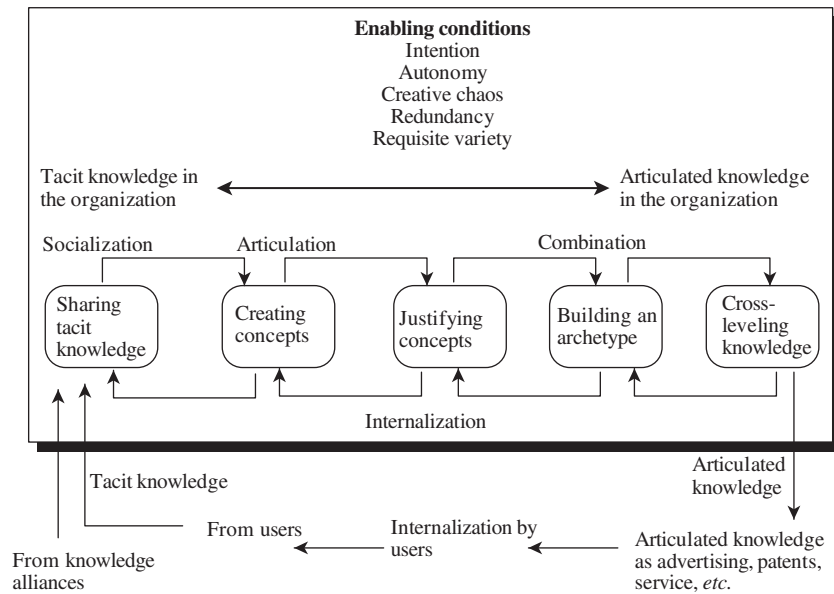 Enabling conditions
Intention
Autonomy
Creative chaos
Redundancy
Requisite variety
Tacit knowledge in
the organization
Articulated knowledge
in the organization
Socialization
Articulation
Combination
Sharing
tacit
knowledge
Creating
concepts
Justifying
concepts
Building an
archetype
Cross-
leveling
knowledge
Internalization
Tacit knowledge
Articulated
knowledge
From users
Internalization by
users
Articulated knowledge
as advertising, patents,
service, etc.
From knowledge
alliances